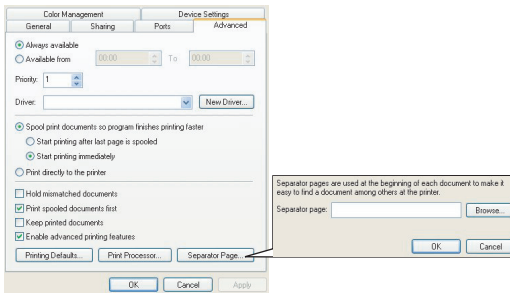 Color Management Device Settings
General Sharing Ports Advanced
Always available
Available from 00:00 To 00:00
Priority: 1
Driver: New Driver...
Spool print documents so program finishes printing faster
Start printing after last page is spooled
Start printing immediately
Print directly to the printer
Hold mismatched documents
Print spooled documents first
Keep printed documents
Enable advanced printing features
Printing Defaults... Print Processor... Separator Page...
OK Cancel Apply
Separator pages are used at the beginning of each document to make it
easy to find a document among others at the printer.
Separator page: Browse...
OK Cancel